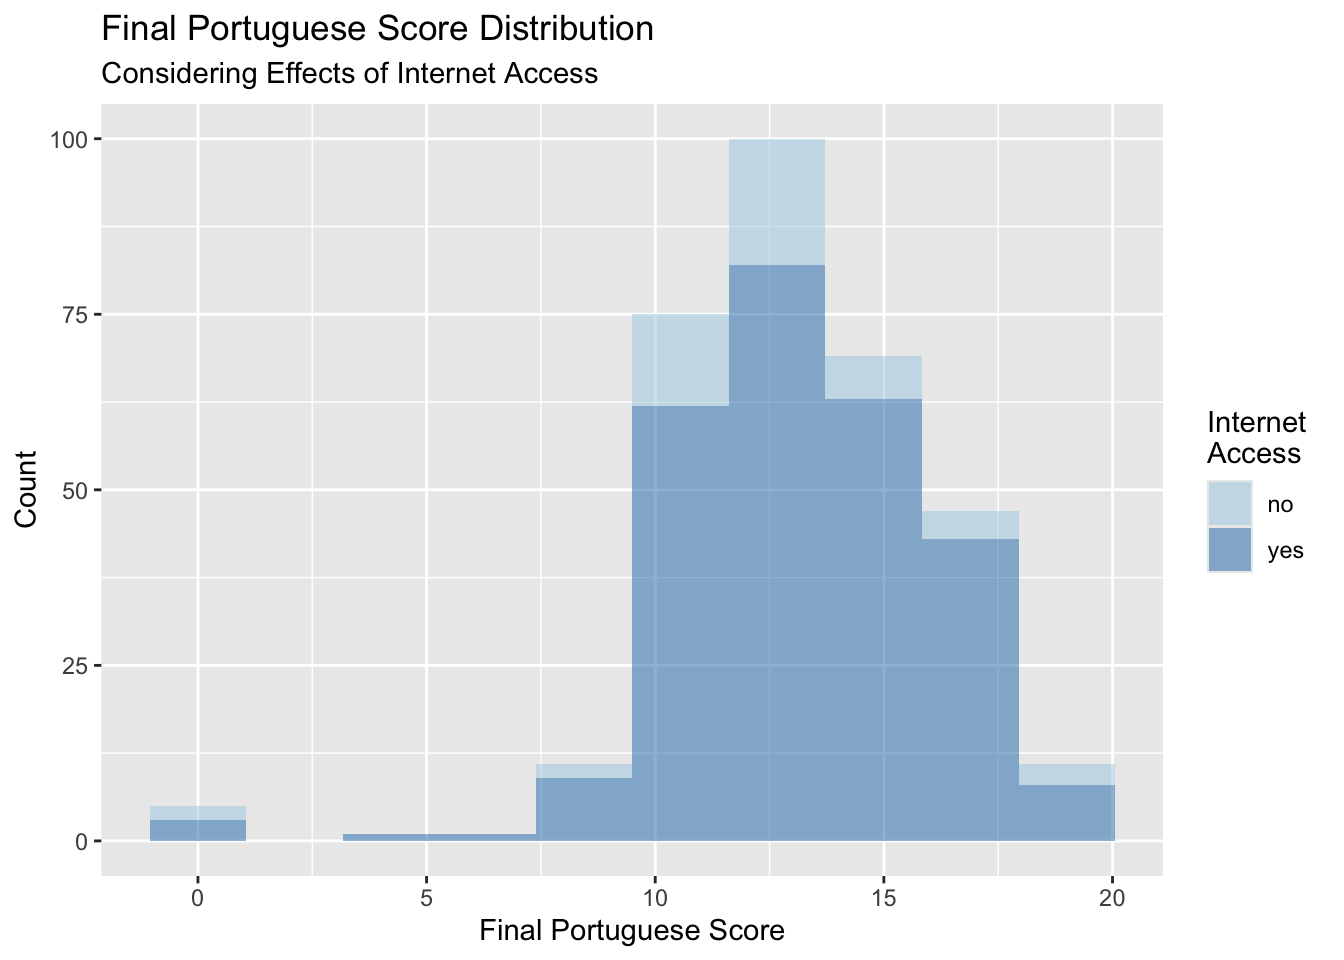 Final Portuguese Score Distribution
Considering Effects of Internet Access
100
75
50
25
0
Count
0 5 10 15 20
Final Portuguese Score
Internet
Access
no
yes